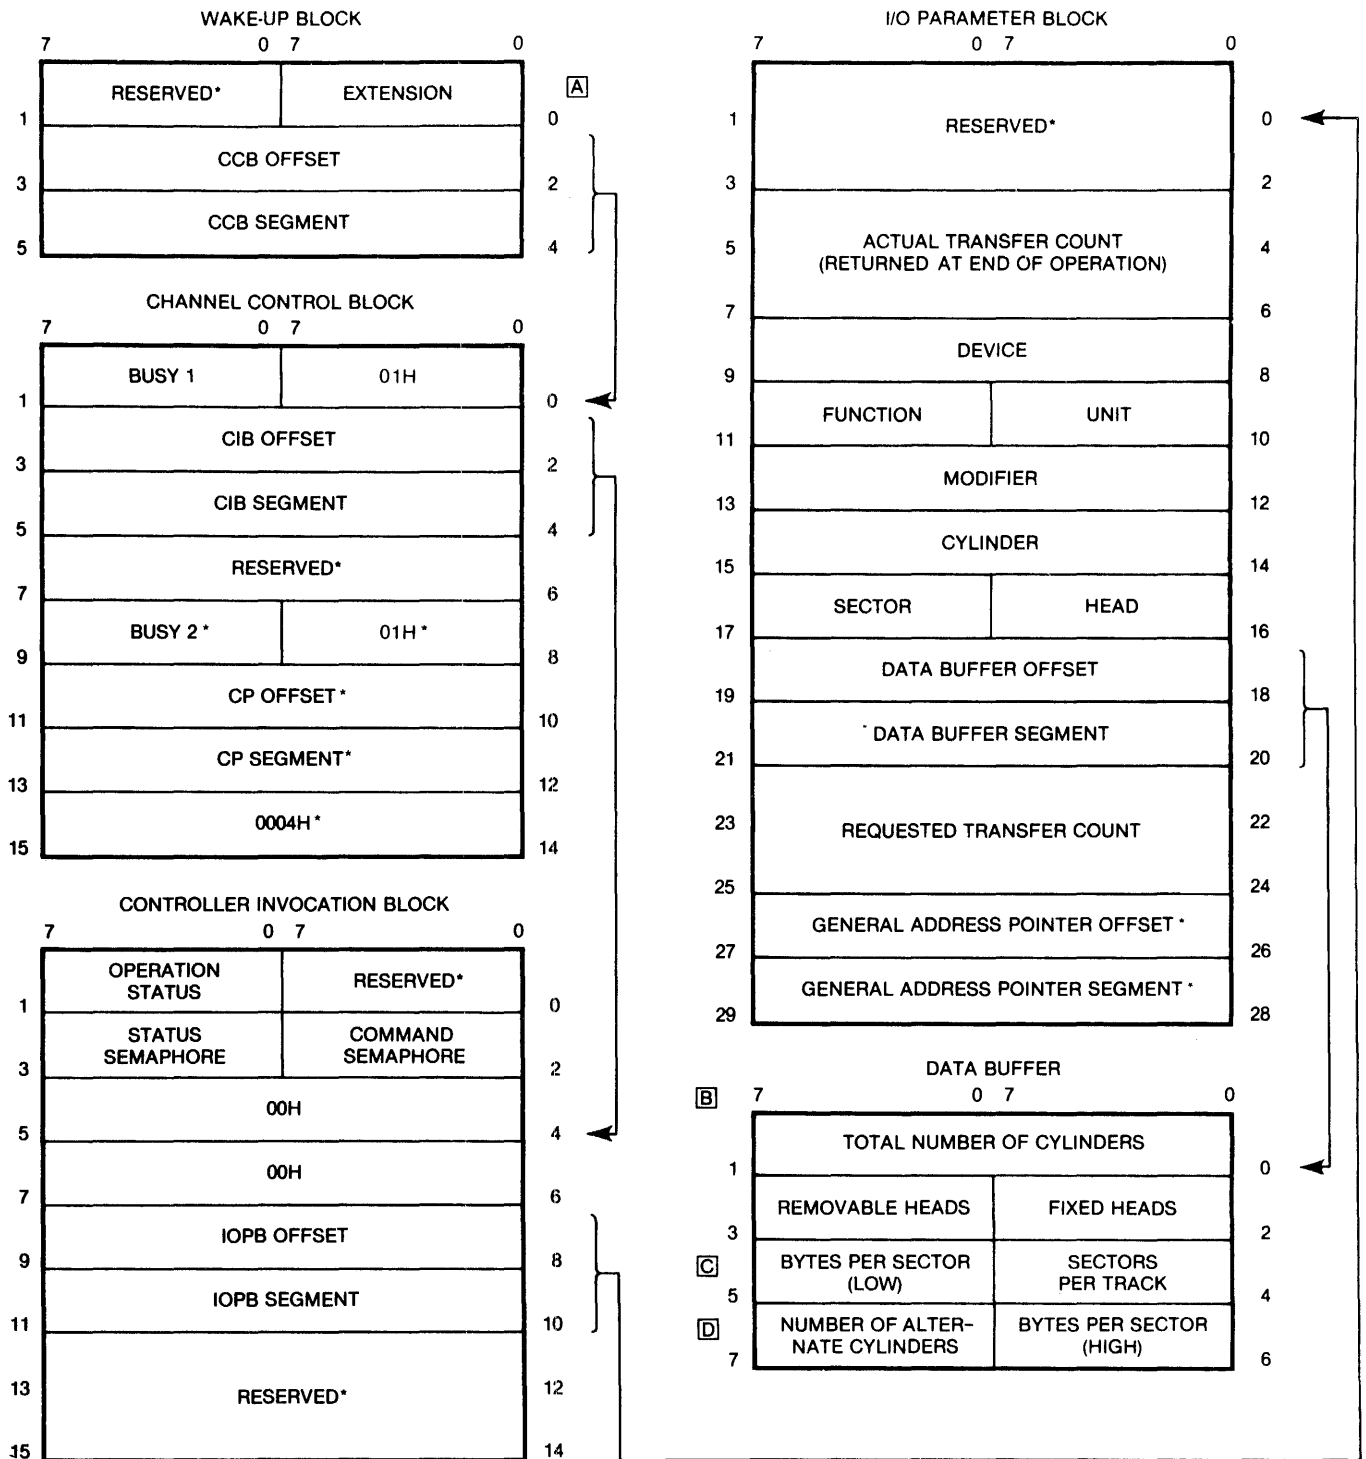 WAKE-UP BLOCK
7 0 7 0
RESERVED* EXTENSION A
1 0
CCB OFFSET
3 2
CCB SEGMENT
5 4
CHANNEL CONTROL BLOCK
7 0 7 0
BUSY 1 01H
1 0
CIB OFFSET
3 2
CIB SEGMENT
5 4
RESERVED*
7 6
BUSY 2* 01H*
9 8
CP OFFSET*
11 10
CP SEGMENT*
13 12
0004H*
15 14
CONTROLLER INVOCATION BLOCK
7 0 7 0
OPERATION
STATUS
RESERVED*
1 0
STATUS
SEMAPHORE
COMMAND
SEMAPHORE
3 2
00H
5 4
00H
7 6
IOPB OFFSET
9 8
IOPB SEGMENT
11 10
RESERVED*
13 12
15 14
I/O PARAMETER BLOCK
7 0 7 0
RESERVED*
1 0
3 2
ACTUAL TRANSFER COUNT
(RETURNED AT END OF OPERATION)
5 4
7 6
DEVICE
9 8
FUNCTION UNIT
11 10
MODIFIER
13 12
CYLINDER
15 14
SECTOR HEAD
17 16
DATA BUFFER OFFSET
19 18
DATA BUFFER SEGMENT
21 20
REQUESTED TRANSFER COUNT
23 22
25 24
GENERAL ADDRESS POINTER OFFSET*
27 26
GENERAL ADDRESS POINTER SEGMENT*
29 28
DATA BUFFER
B 7 0 7 0
TOTAL NUMBER OF CYLINDERS
1 0
REMOVABLE HEADS FIXED HEADS
3 2
C
BYTES PER SECTOR
(LOW)
SECTORS
PER TRACK
5 4
D
NUMBER OF ALTER-
NATE CYLINDERS
BYTES PER SECTOR
(HIGH)
7 6